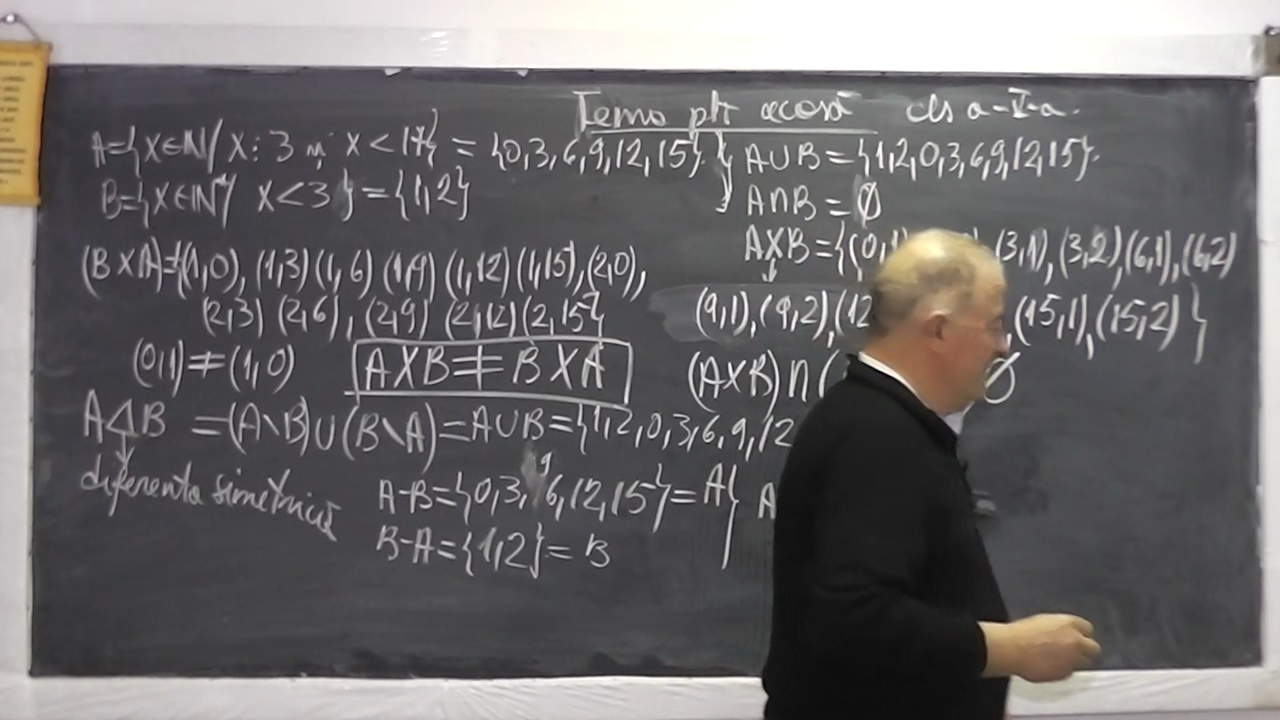 Temo ptr acasă cls a-V-a.
A={x∈N/ x⋮3 și x<17} = {0,3,6,9,12,15}. } A∪B={1,2,0,3,6,9,12,15}.
B={x∈N*/ x<3}={1,2}
A∩B=∅
A×B={(0,1) (3,1),(3,2),(6,1),(6,2)
(B×A)={(1,0),(1,3)(1,6)(1,9)(1,12)(1,15),(2,0),
(2,3)(2,6),(2,9)(2,12)(2,15}
(9,1),(9,2),(12 ,(15,1),(15,2)}
(0,1)≠(1,0) A×B≠B×A
(A×B)∩( ∅
A△B =(A\B)∪(B\A)=A∪B={1,2,0,3,6,9,12
diferența simetrică
A-B={0,3,9,6,12,15}=A} A
B-A={1,2}=B